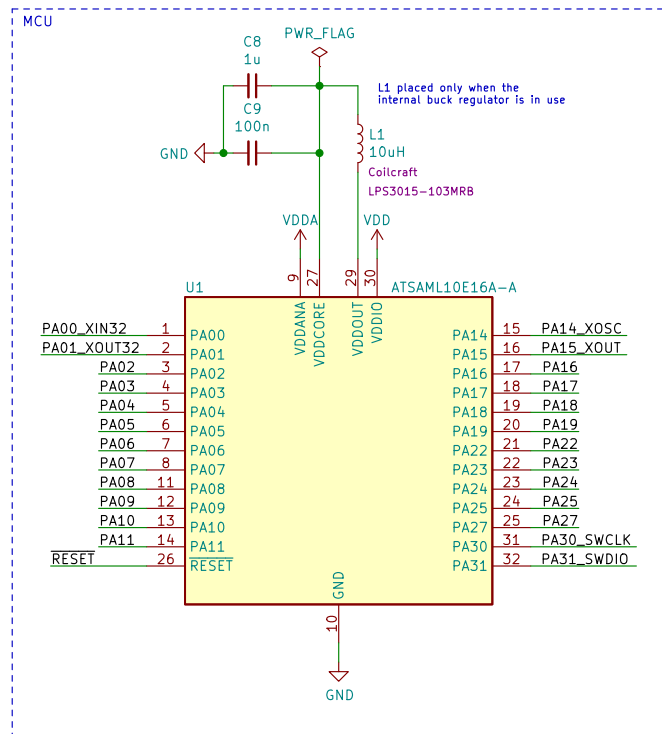 MCU
PWR_FLAG
C8
1u
L1 placed only when the
internal buck regulator is in use
C9
100n
L1
10uH
GND
Coilcraft
LPS3015-103MRB
VDDA
VDD
9
27
29
30
U1
ATSAML10E16A-A
VDDANA
VDDCORE
VDDOUT
VDDIO
PA00_XIN32 1 PA00
PA01_XOUT32 2 PA01
PA02 3 PA02
PA03 4 PA03
PA04 5 PA04
PA05 6 PA05
PA06 7 PA06
PA07 8 PA07
PA08 11 PA08
PA09 12 PA09
PA10 13 PA10
PA11 14 PA11
RESET 26 RESET
PA14 15 PA14_XOSC
PA15 16 PA15_XOUT
PA16 17 PA16
PA17 18 PA17
PA18 19 PA18
PA19 20 PA19
PA22 21 PA22
PA23 22 PA23
PA24 23 PA24
PA25 24 PA25
PA27 25 PA27
PA30 31 PA30_SWCLK
PA31 32 PA31_SWDIO
GND
10
GND